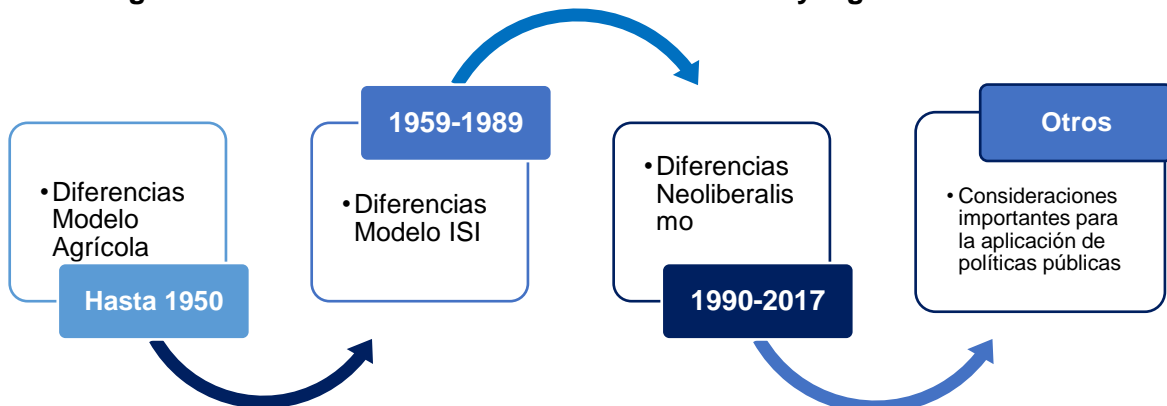 Hasta 1950
•Diferencias
Modelo
Agrícola
1959-1989
•Diferencias
Modelo ISI
1990-2017
•Diferencias
Neoliberalis
mo
Otros
•Consideraciones
importantes para
la aplicación de
políticas públicas